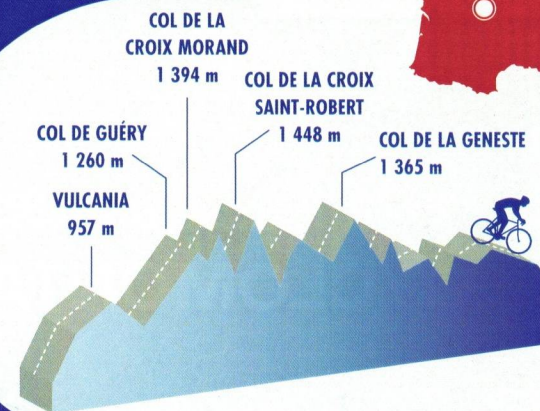 COL DE LA
CROIX MORAND
1 394 m
COL DE LA CROIX
SAINT-ROBERT
1 448 m
COL DE GUÉRY
1 260 m
COL DE LA GENESTE
1 365 m
VULCANIA
957 m